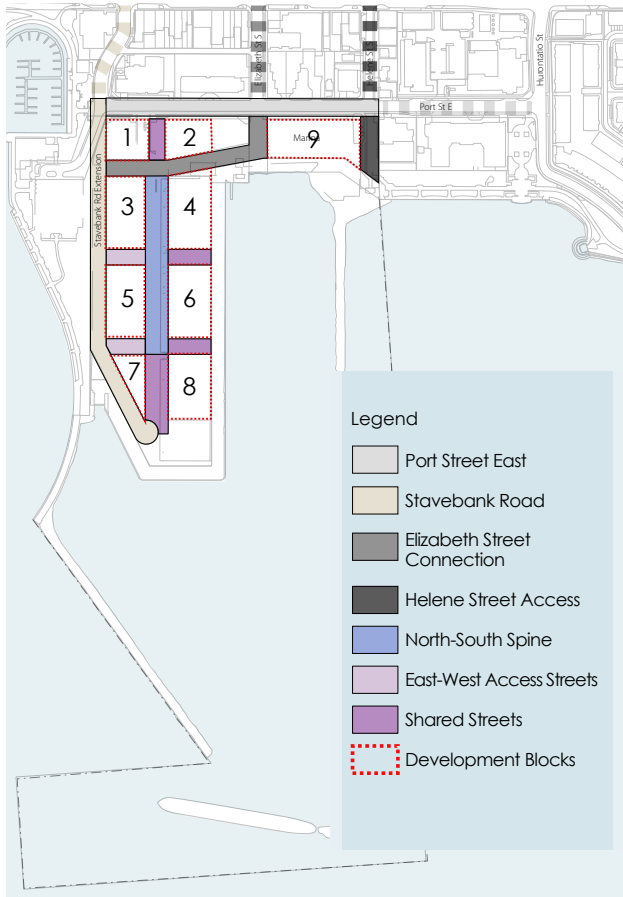 Elizabeth St S
Helene St S
Hurontatio St
Port St E
1
2
9
Stavebank Rd Extension
3
4
5
6
7
8
Legend
Port Street East
Stavebank Road
Elizabeth Street
Connection
Helene Street Access
North-South Spine
East-West Access Streets
Shared Streets
Development Blocks